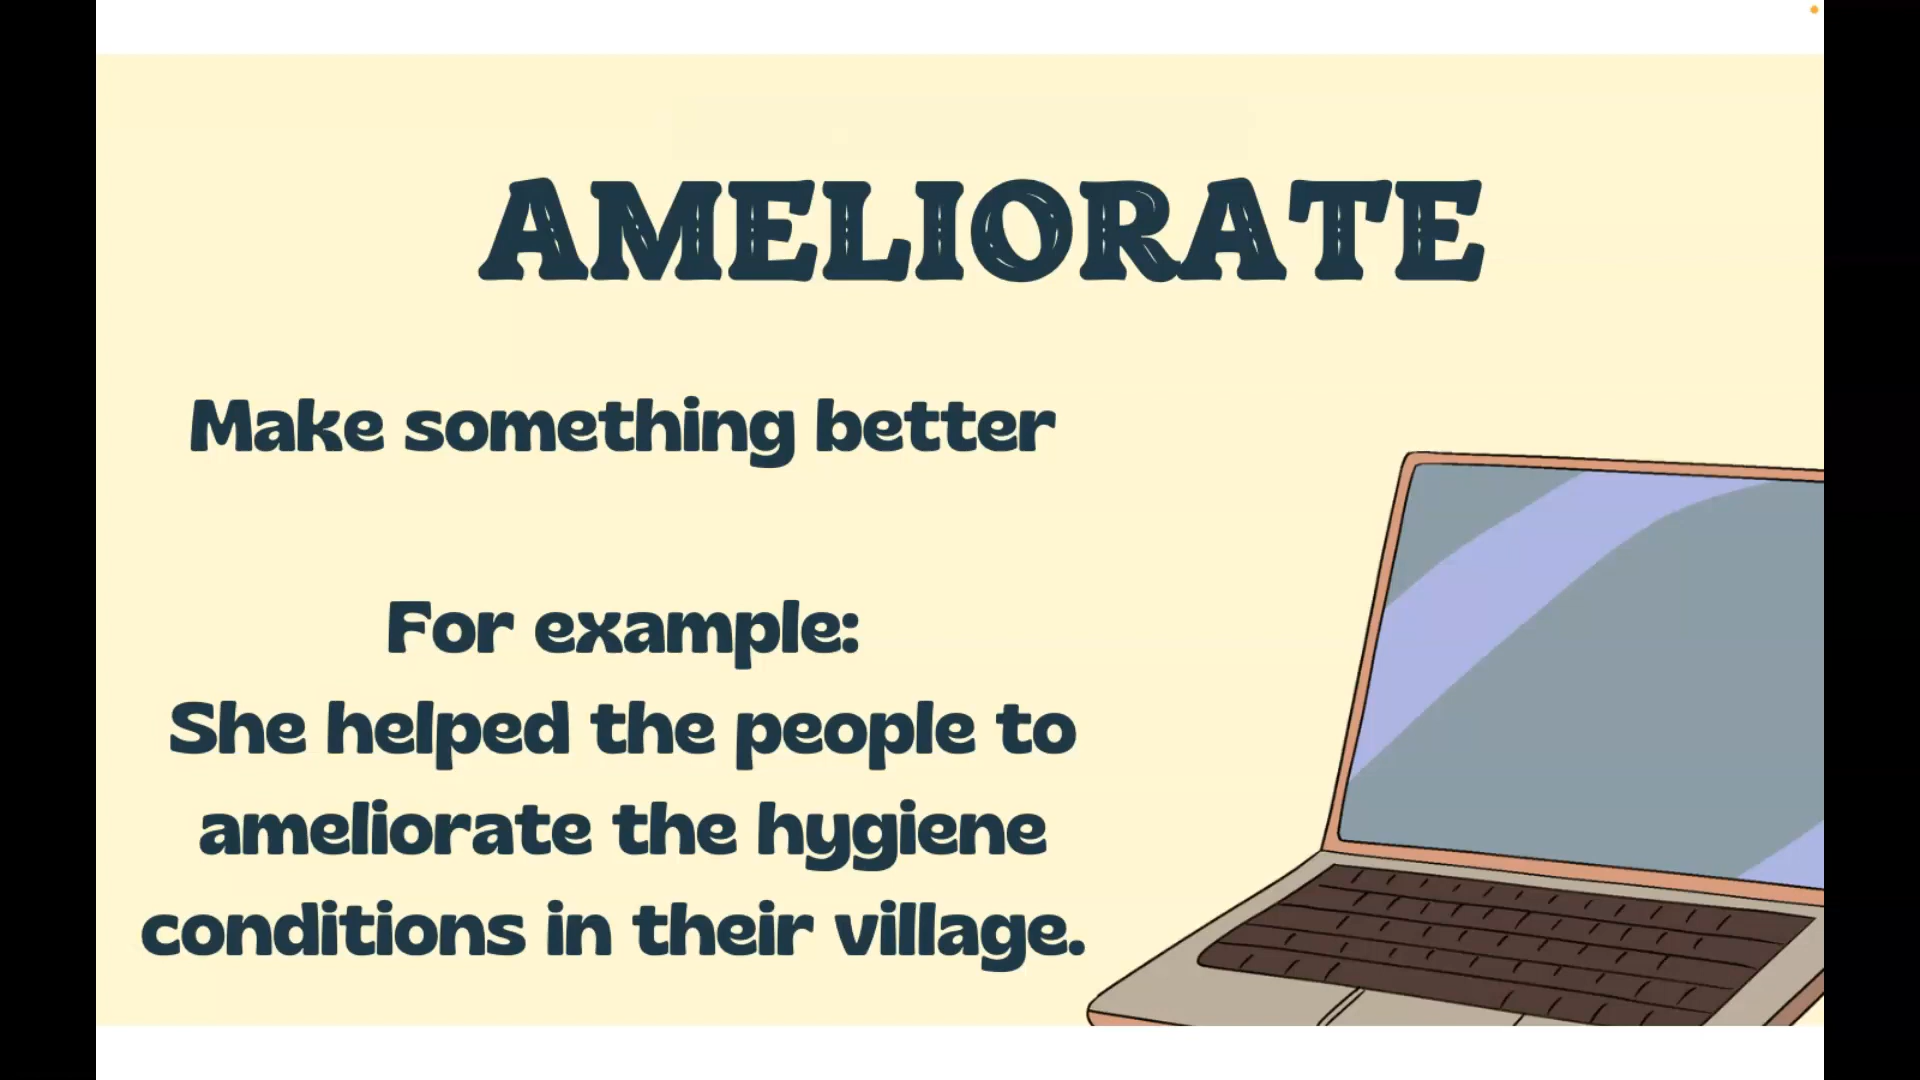 AMELIORATE
Make something better
For example:
She helped the people to
ameliorate the hygiene
conditions in their village.